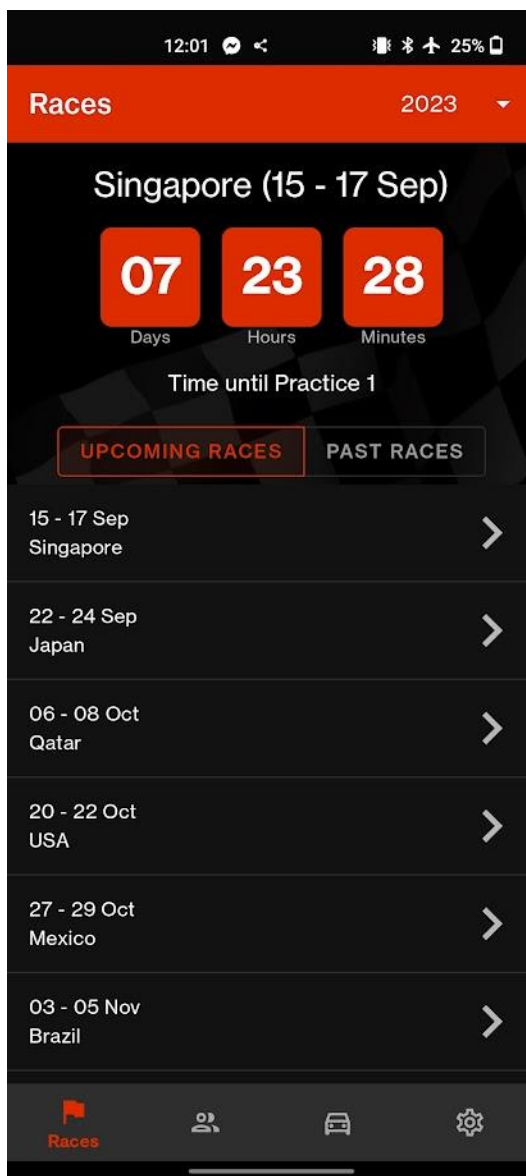 12:01
25%
Races
2023
Singapore (15 - 17 Sep)
07 23 28
Days Hours Minutes
Time until Practice 1
UPCOMING RACES PAST RACES
15 - 17 Sep
Singapore
22 - 24 Sep
Japan
06 - 08 Oct
Qatar
20 - 22 Oct
USA
27 - 29 Oct
Mexico
03 - 05 Nov
Brazil
Races